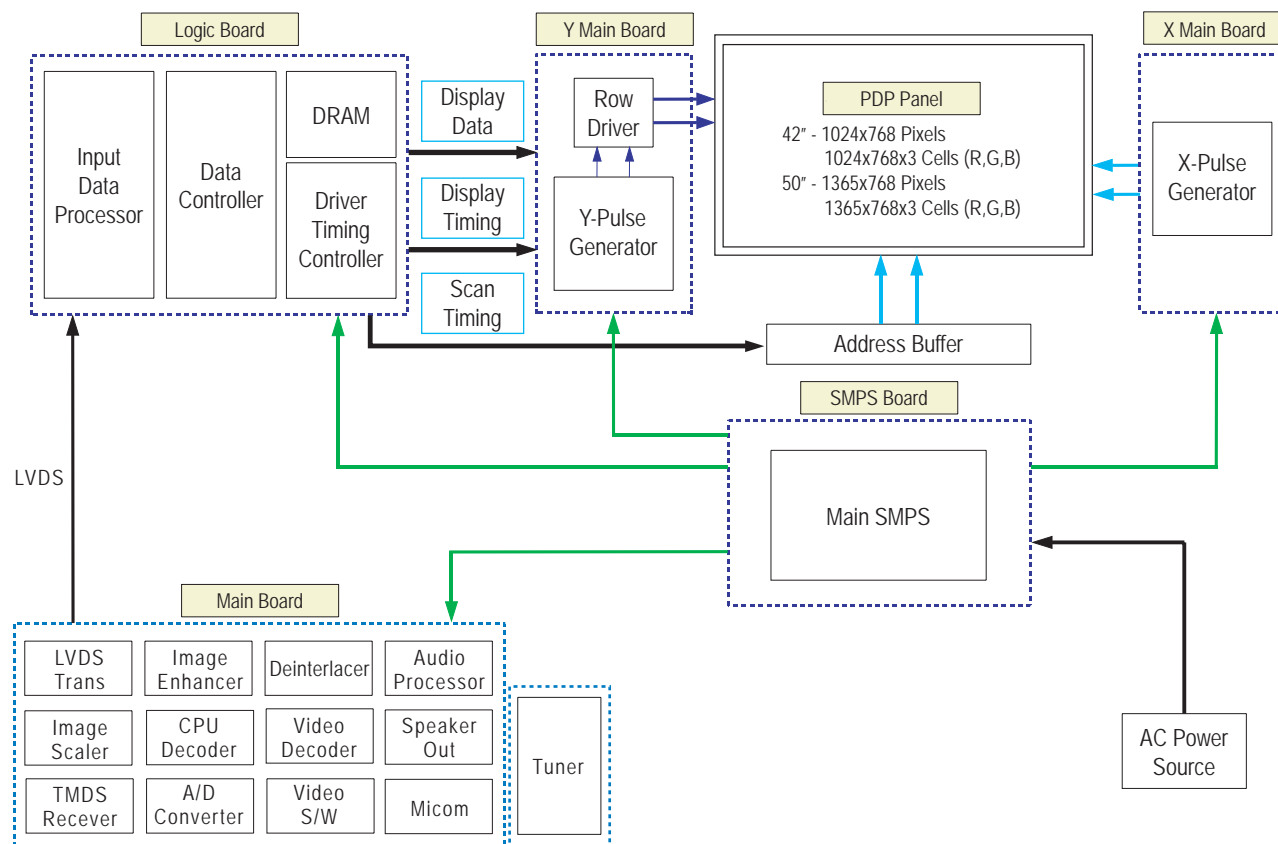 Logic Board
Y Main Board
X Main Board
Input
Data
Processor
Data
Controller
DRAM
Driver
Timing
Controller
Display
Data
Display
Timing
Scan
Timing
Row
Driver
Y-Pulse
Generator
PDP Panel
42" - 1024x768 Pixels
1024x768x3 Cells (R,G,B)
50" - 1365x768 Pixels
1365x768x3 Cells (R,G,B)
X-Pulse
Generator
Address Buffer
SMPS Board
Main SMPS
LVDS
Main Board
LVDS
Trans
Image
Enhancer
Deinterlacer
Audio
Processor
Image
Scaler
CPU
Decoder
Video
Decoder
Speaker
Out
TMDS
Recever
A/D
Converter
Video
S/W
Micom
Tuner
AC Power
Source